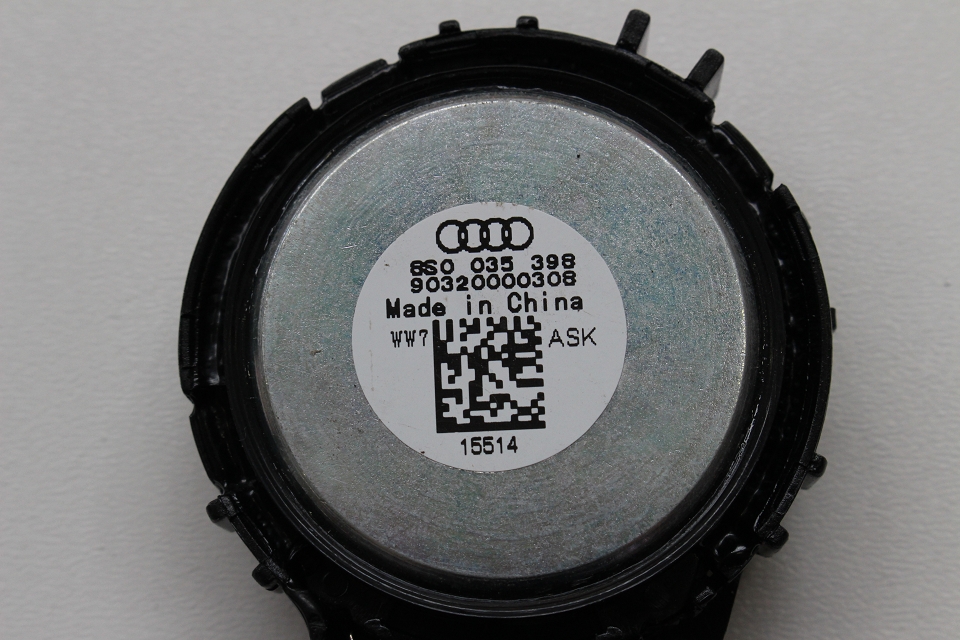 8S0 035 398
90320000308
Made in China
WW7 ASK
15514